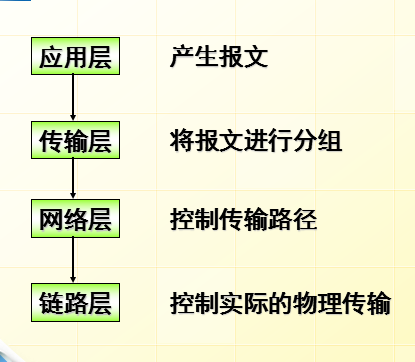 应用层 产生报文
传输层 将报文进行分组
网络层 控制传输路径
链路层 控制实际的物理传输